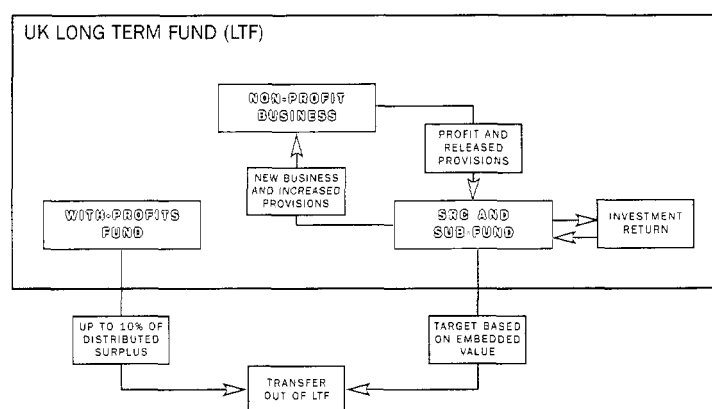 UK LONG TERM FUND (LTF)
NON-PROFIT
BUSINESS
PROFIT AND
RELEASED
PROVISIONS
NEW BUSINESS
AND INCREASED
PROVISIONS
WITH-PROFITS
FUND
SRC AND
SUB-FUND
INVESTMENT
RETURN
UP TO 10% OF
DISTRIBUTED
SURPLUS
TARGET BASED
ON EMBEDDED
VALUE
TRANSFER
OUT OF LTF